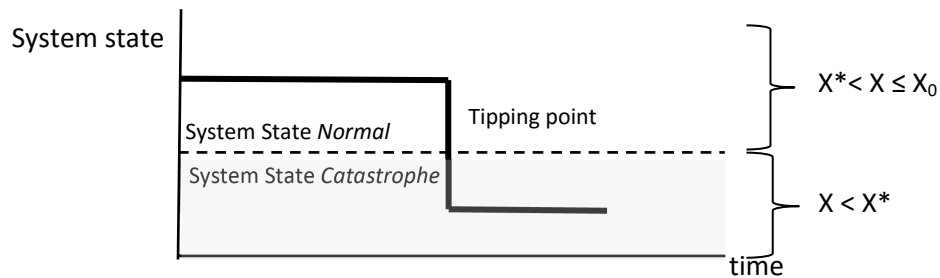 System state
X*< X ≤ X₀
Tipping point
System State Normal
System State Catastrophe
X < X*
time